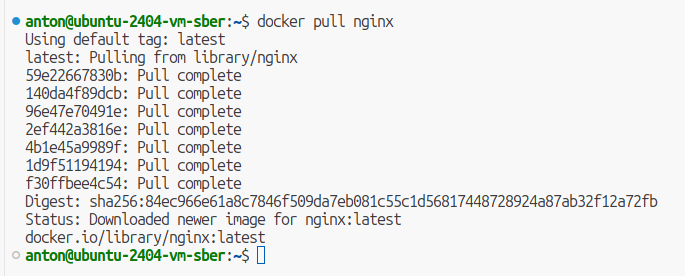 anton@ubuntu-2404-vm-sber:~$ docker pull nginx
Using default tag: latest
latest: Pulling from library/nginx
59e22667830b: Pull complete
140da4f89dcb: Pull complete
96e47e70491e: Pull complete
2ef442a3816e: Pull complete
4b1e45a9989f: Pull complete
1d9f51194194: Pull complete
f30ffbee4c54: Pull complete
Digest: sha256:84ec966e61a8c7846f509da7eb081c55c1d56817448728924a87ab32f12a72fb
Status: Downloaded newer image for nginx:latest
docker.io/library/nginx:latest
anton@ubuntu-2404-vm-sber:~$